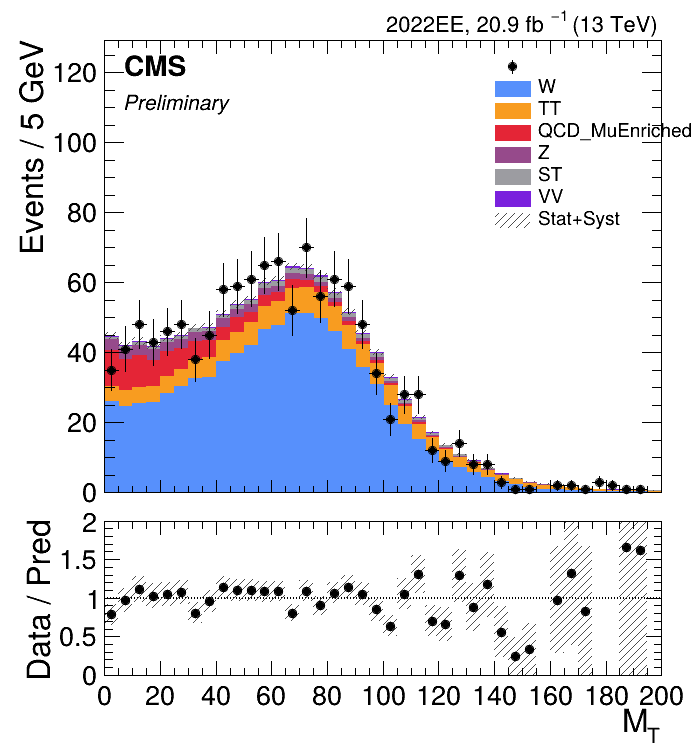 2022EE, 20.9 fb⁻¹ (13 TeV)
CMS
Preliminary
W
TT
QCD_MuEnriched
Z
ST
VV
Stat+Syst
Events / 5 GeV
120
100
80
60
40
20
0
Data / Pred
2
1.5
1
0.5
0
0 20 40 60 80 100 120 140 160 180 200
M_T